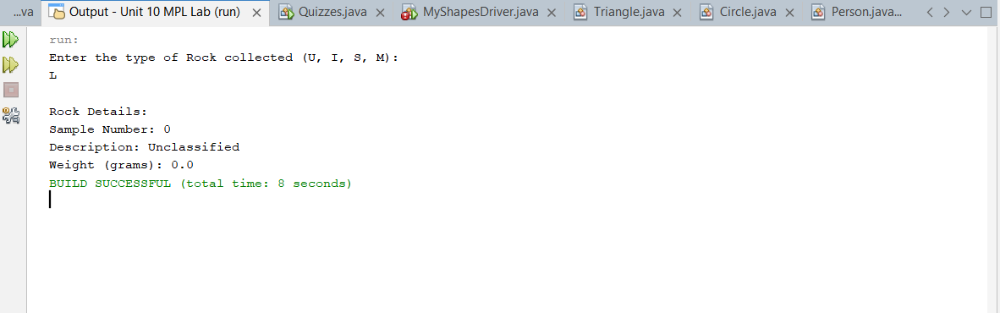 ...va Output - Unit 10 MPL Lab (run) Quizzes.java MyShapesDriver.java Triangle.java Circle.java Person.java...
run:
Enter the type of Rock collected (U, I, S, M):
L
Rock Details:
Sample Number: 0
Description: Unclassified
Weight (grams): 0.0
BUILD SUCCESSFUL (total time: 8 seconds)